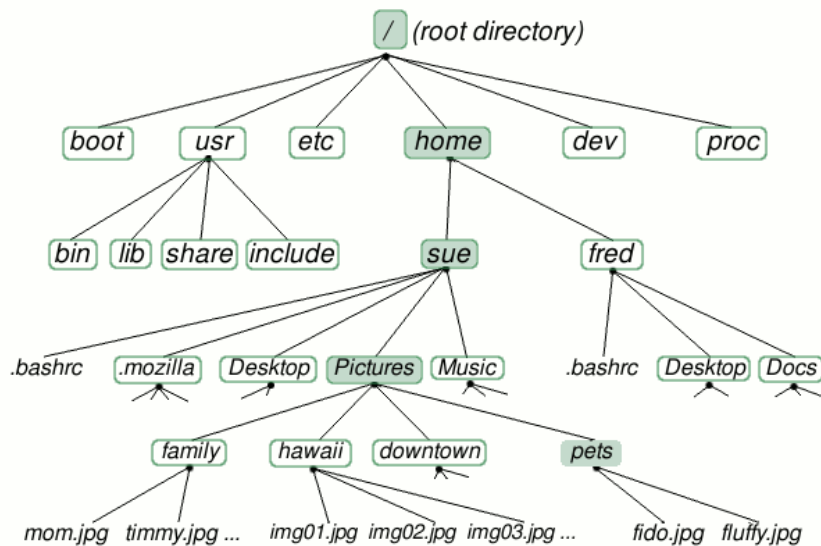 / (root directory)
boot usr etc home dev proc
bin lib share include sue fred
.bashrc .mozilla Desktop Pictures Music .bashrc Desktop Docs
family hawaii downtown pets
mom.jpg timmy.jpg ... img01.jpg img02.jpg img03.jpg ... fido.jpg fluffy.jpg